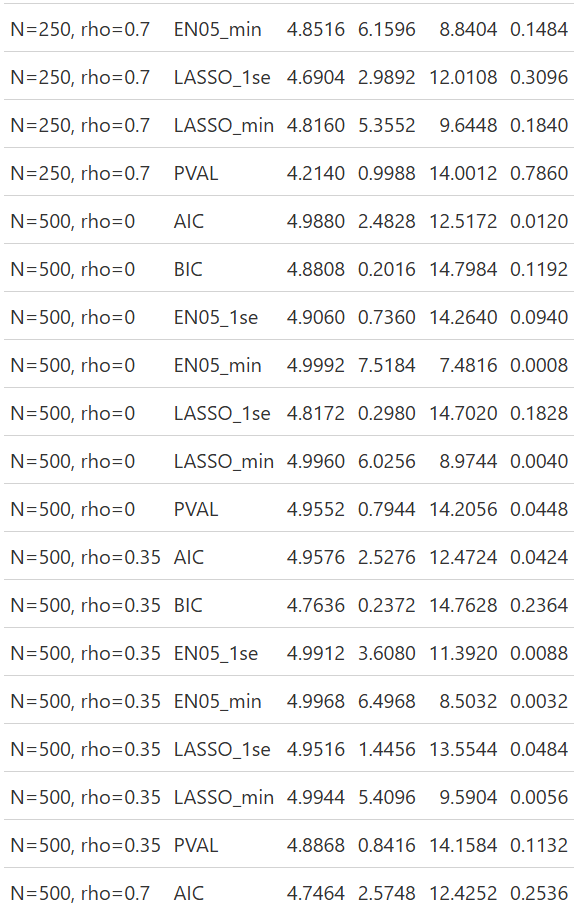 N=250, rho=0.7 EN05_min 4.8516 6.1596 8.8404 0.1484
N=250, rho=0.7 LASSO_1se 4.6904 2.9892 12.0108 0.3096
N=250, rho=0.7 LASSO_min 4.8160 5.3552 9.6448 0.1840
N=250, rho=0.7 PVAL 4.2140 0.9988 14.0012 0.7860
N=500, rho=0 AIC 4.9880 2.4828 12.5172 0.0120
N=500, rho=0 BIC 4.8808 0.2016 14.7984 0.1192
N=500, rho=0 EN05_1se 4.9060 0.7360 14.2640 0.0940
N=500, rho=0 EN05_min 4.9992 7.5184 7.4816 0.0008
N=500, rho=0 LASSO_1se 4.8172 0.2980 14.7020 0.1828
N=500, rho=0 LASSO_min 4.9960 6.0256 8.9744 0.0040
N=500, rho=0 PVAL 4.9552 0.7944 14.2056 0.0448
N=500, rho=0.35 AIC 4.9576 2.5276 12.4724 0.0424
N=500, rho=0.35 BIC 4.7636 0.2372 14.7628 0.2364
N=500, rho=0.35 EN05_1se 4.9912 3.6080 11.3920 0.0088
N=500, rho=0.35 EN05_min 4.9968 6.4968 8.5032 0.0032
N=500, rho=0.35 LASSO_1se 4.9516 1.4456 13.5544 0.0484
N=500, rho=0.35 LASSO_min 4.9944 5.4096 9.5904 0.0056
N=500, rho=0.35 PVAL 4.8868 0.8416 14.1584 0.1132
N=500, rho=0.7 AIC 4.7464 2.5748 12.4252 0.2536